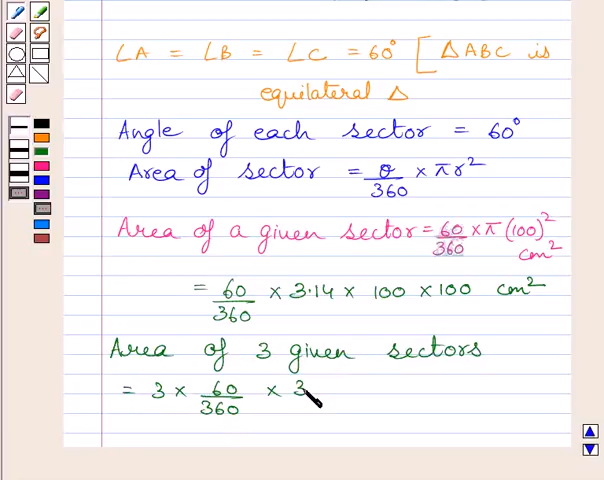 ∠A = ∠B = ∠C = 60° [ △ABC is
equilateral △
Angle of each sector = 60°
Area of sector = θ/360 × πr²
Area of a given sector = 60/360 × π (100)² cm²
= 60/360 × 3.14 × 100 × 100 cm²
Area of 3 given sectors
= 3 × 60/360 × 3